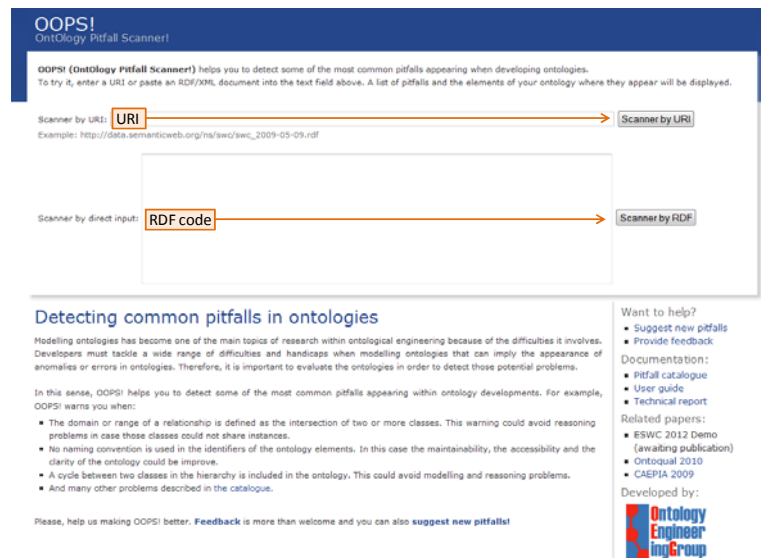 OOPS!
OntOlogy Pitfall Scanner!
OOPS! (OntOlogy Pitfall Scanner!) helps you to detect some of the most common pitfalls appearing when developing ontologies.
To try it, enter a URI or paste an RDF/XML document into the text field above. A list of pitfalls and the elements of your ontology where they appear will be displayed.
Scanner by URI: URI Scanner by URI
Example: http://data.semanticweb.org/ns/swc/swc_2009-05-09.rdf
Scanner by direct input: RDF code Scanner by RDF
Detecting common pitfalls in ontologies
Modelling ontologies has become one of the main topics of research within ontological engineering because of the difficulties it involves.
Developers must tackle a wide range of difficulties and handicaps when modelling ontologies that can imply the appearance of
anomalies or errors in ontologies. Therefore, it is important to evaluate the ontologies in order to detect those potential problems.
In this sense, OOPS! helps you to detect some of the most common pitfalls appearing within ontology developments. For example,
OOPS! warns you when:
▪ The domain or range of a relationship is defined as the intersection of two or more classes. This warning could avoid reasoning
problems in case those classes could not share instances.
▪ No naming convention is used in the identifiers of the ontology elements. In this case the maintainability, the accessibility and the
clarity of the ontology could be improve.
▪ A cycle between two classes in the hierarchy is included in the ontology. This could avoid modelling and reasoning problems.
▪ And many other problems described in the catalogue.
Please, help us making OOPS! better. Feedback is more than welcome and you can also suggest new pitfalls!
Want to help?
▪ Suggest new pitfalls
▪ Provide feedback
Documentation:
▪ Pitfall catalogue
▪ User guide
▪ Technical report
Related papers:
▪ ESWC 2012 Demo
(awaiting publication)
▪ Ontoqual 2010
▪ CAEPIA 2009
Developed by:
Ontology
Engineer
ingGroup